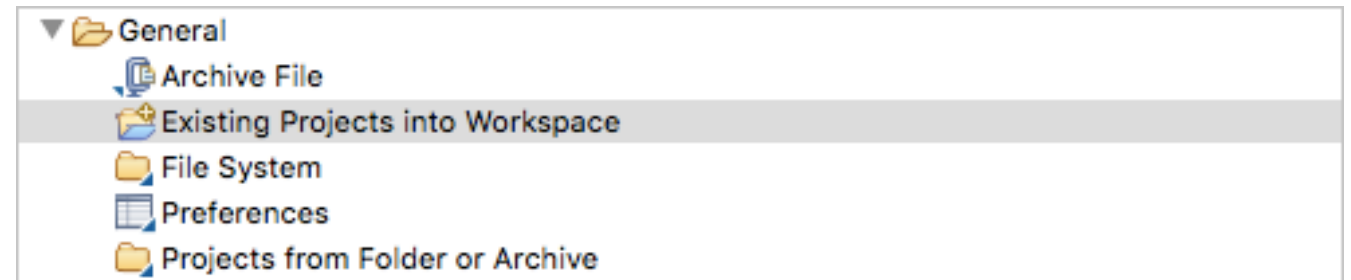 General
Archive File
Existing Projects into Workspace
File System
Preferences
Projects from Folder or Archive